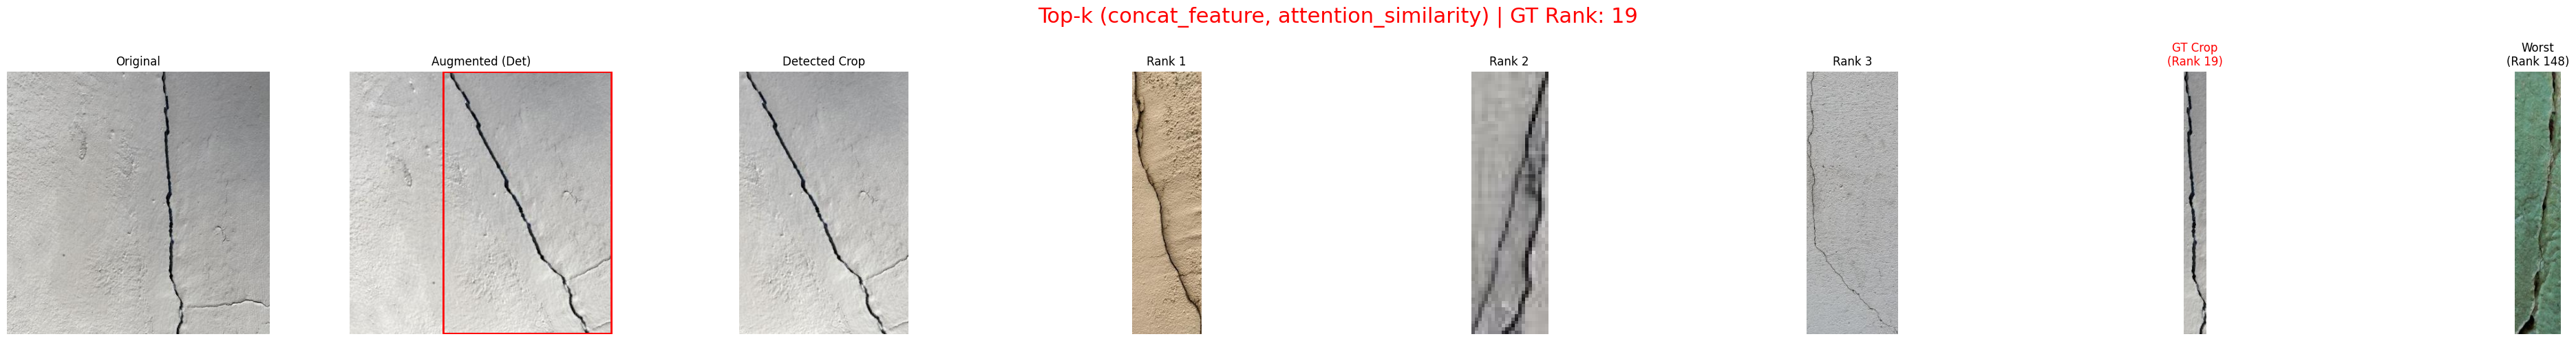 Top-k (concat_feature, attention_similarity) | GT Rank: 19
Original
Augmented (Det)
Detected Crop
Rank 1
Rank 2
Rank 3
GT Crop
(Rank 19)
Worst
(Rank 148)